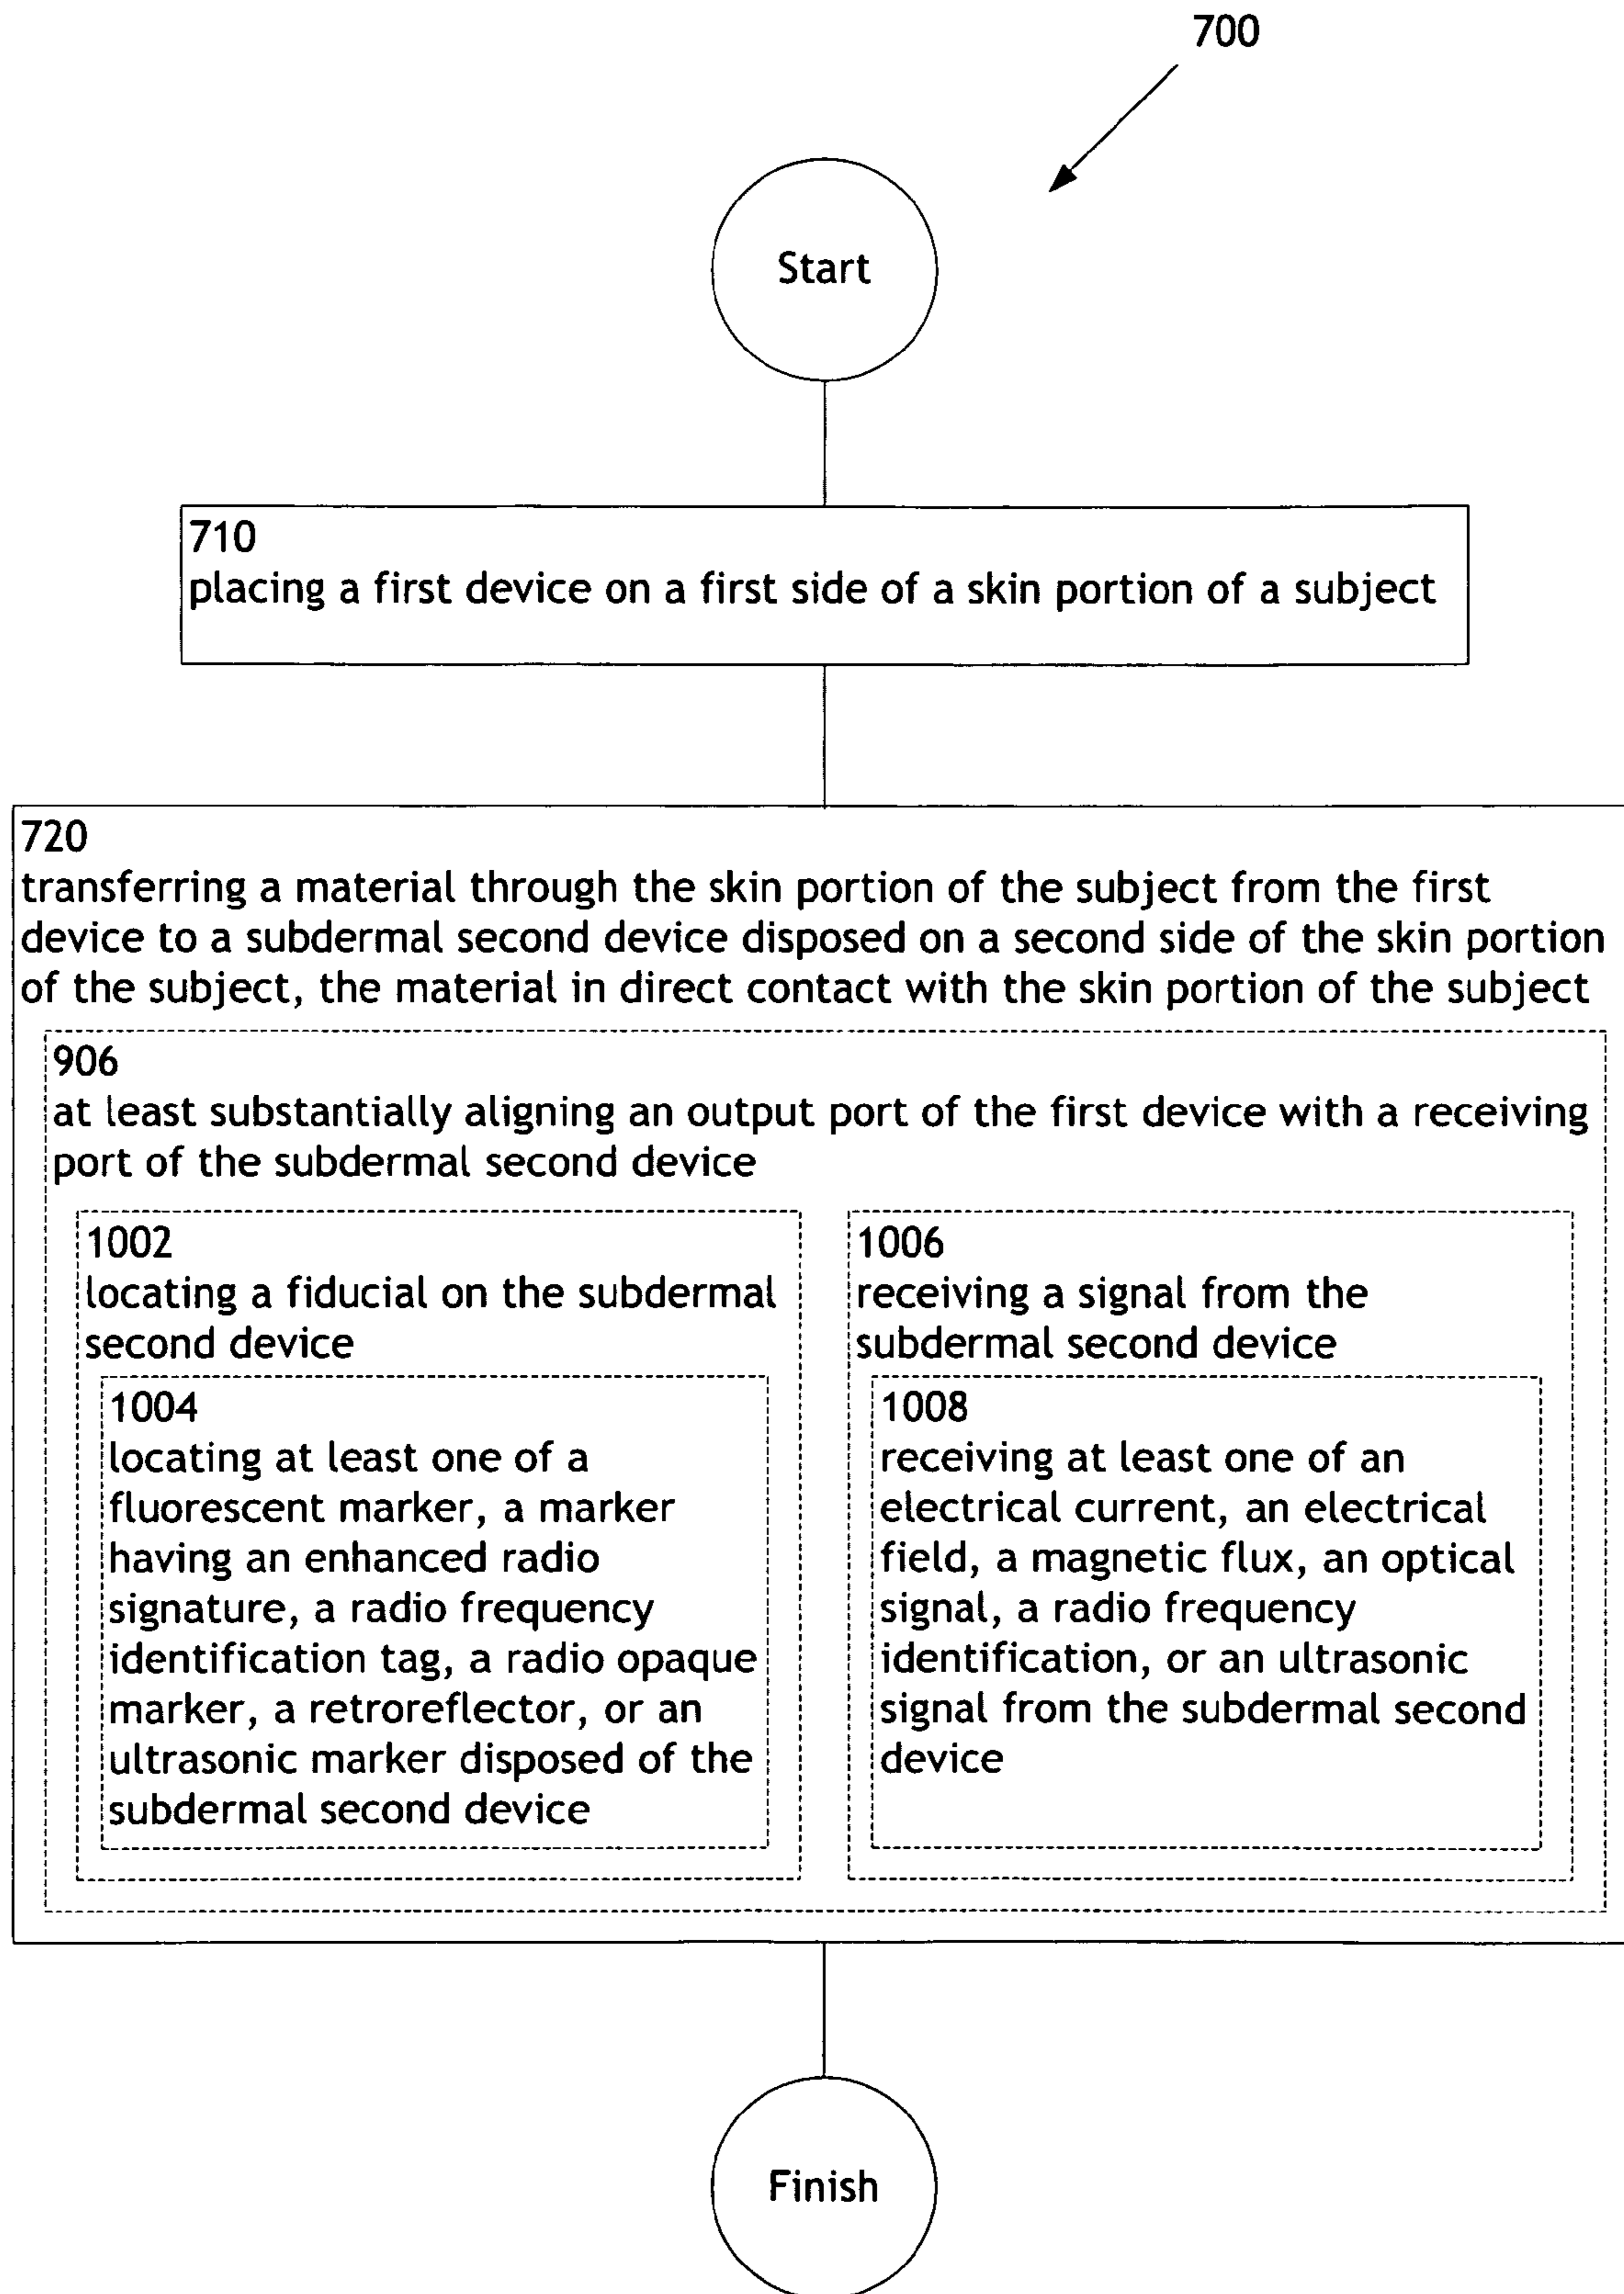 700
Start
710
placing a first device on a first side of a skin portion of a subject
720
transferring a material through the skin portion of the subject from the first
device to a subdermal second device disposed on a second side of the skin portion
of the subject, the material in direct contact with the skin portion of the subject
906
at least substantially aligning an output port of the first device with a receiving
port of the subdermal second device
1002
locating a fiducial on the subdermal
second device
1004
locating at least one of a
fluorescent marker, a marker
having an enhanced radio
signature, a radio frequency
identification tag, a radio opaque
marker, a retroreflector, or an
ultrasonic marker disposed of the
subdermal second device
1006
receiving a signal from the
subdermal second device
1008
receiving at least one of an
electrical current, an electrical
field, a magnetic flux, an optical
signal, a radio frequency
identification, or an ultrasonic
signal from the subdermal second
device
Finish